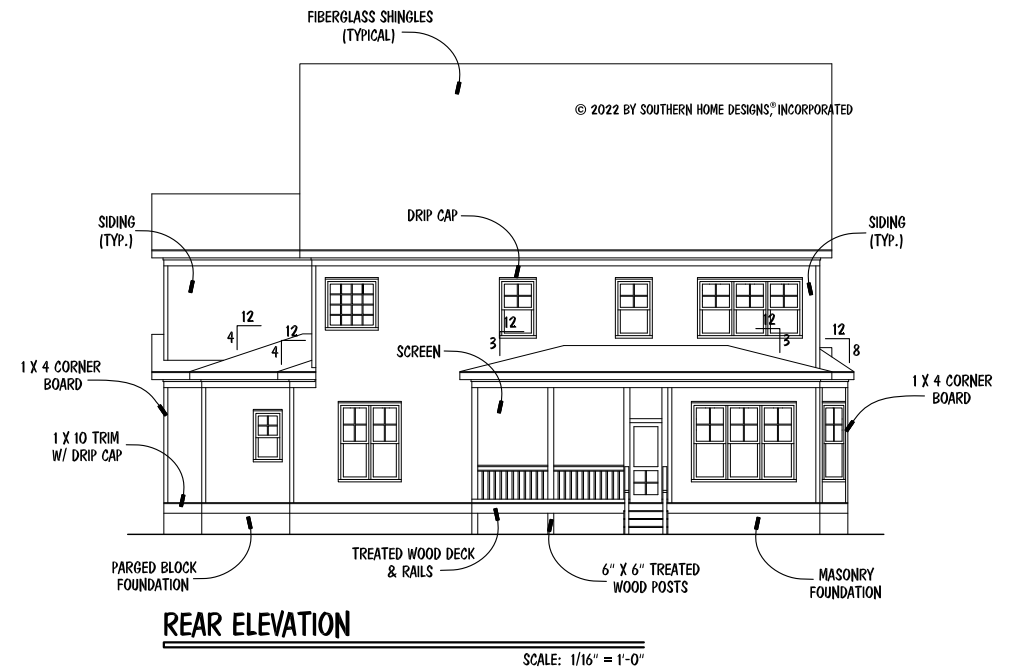 FIBERGLASS SHINGLES
(TYPICAL)
© 2022 BY SOUTHERN HOME DESIGNS,® INCORPORATED
DRIP CAP
SIDING
(TYP.)
SIDING
(TYP.)
12
4
12
4
12
3
12
3
12
8
SCREEN
1 X 4 CORNER
BOARD
1 X 4 CORNER
BOARD
1 X 10 TRIM
W/ DRIP CAP
PARGED BLOCK
FOUNDATION
TREATED WOOD DECK
& RAILS
6" X 6" TREATED
WOOD POSTS
MASONRY
FOUNDATION
REAR ELEVATION
SCALE: 1/16" = 1'-0"